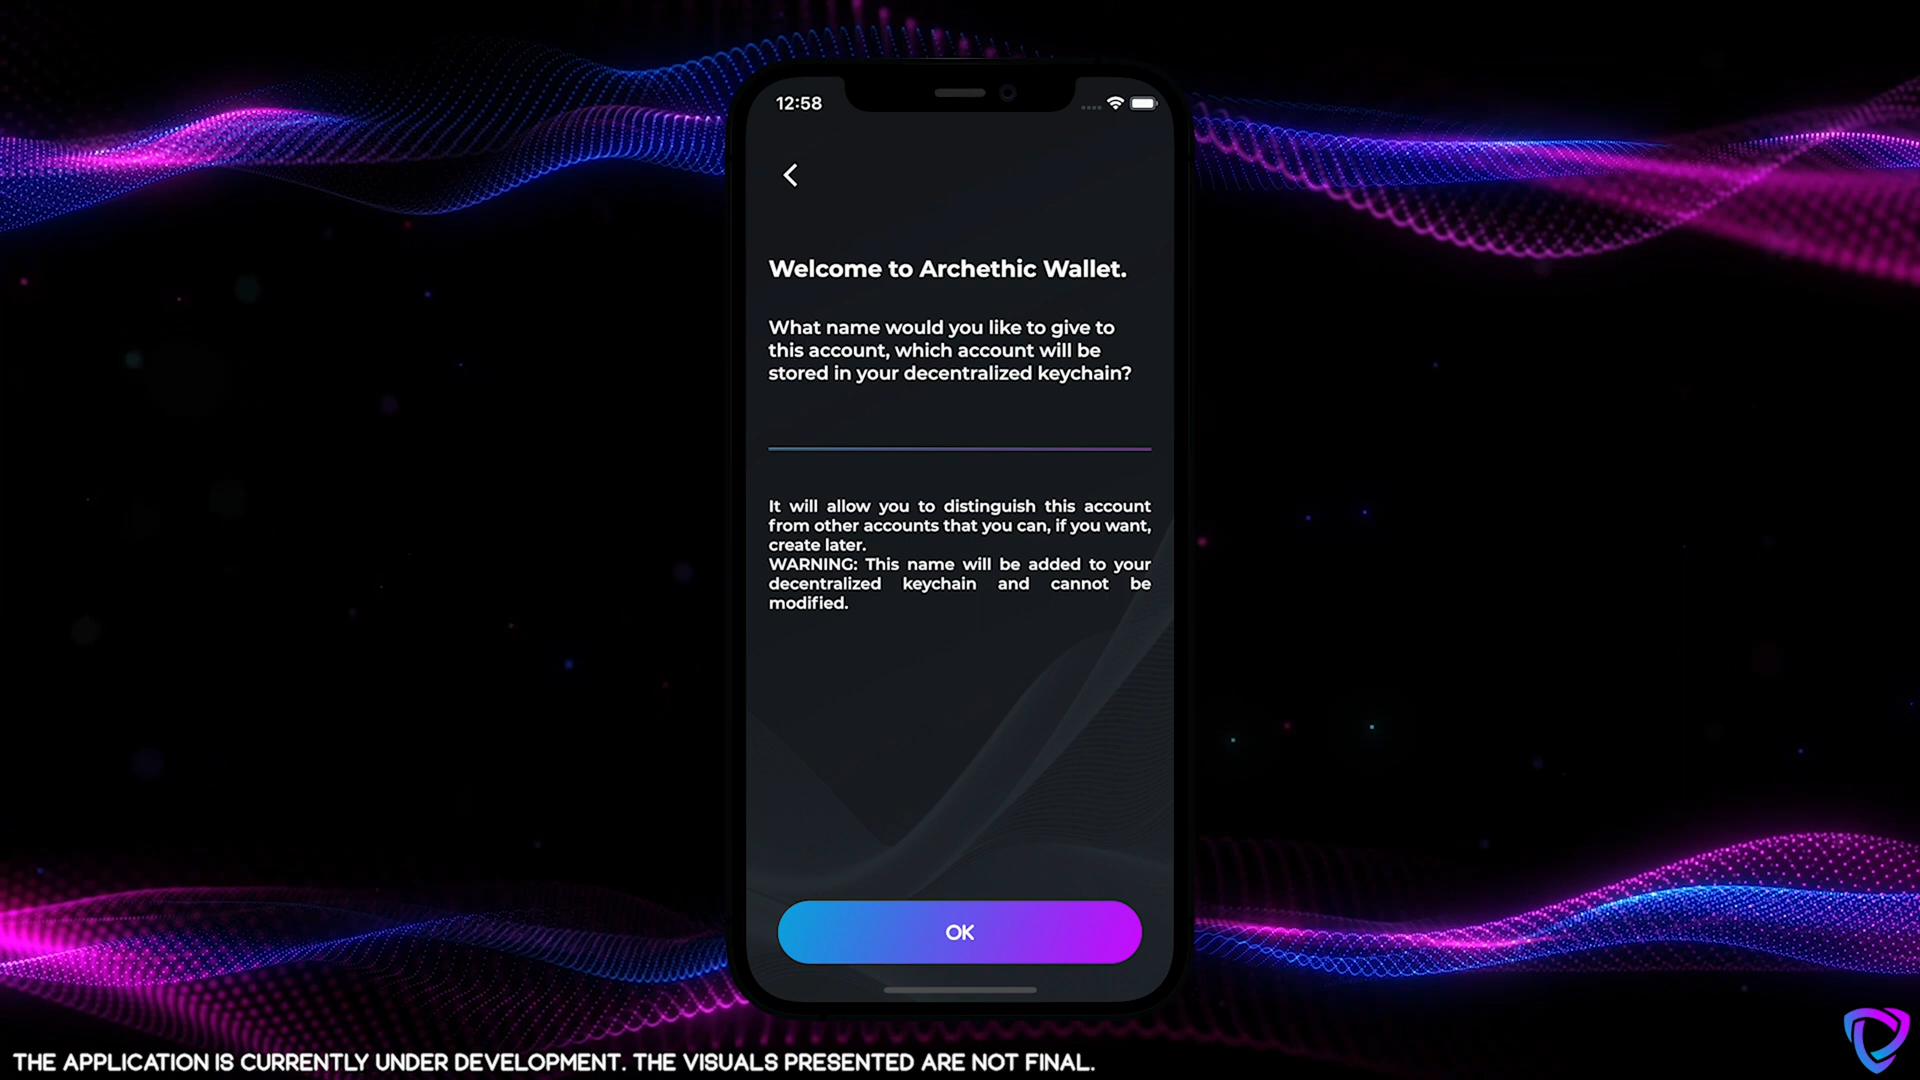 12:58
Welcome to Archethic Wallet.
What name would you like to give to
this account, which account will be
stored in your decentralized keychain?
It will allow you to distinguish this account
from other accounts that you can, if you want,
create later.
WARNING: This name will be added to your
decentralized keychain and cannot be
modified.
OK
THE APPLICATION IS CURRENTLY UNDER DEVELOPMENT. THE VISUALS PRESENTED ARE NOT FINAL.